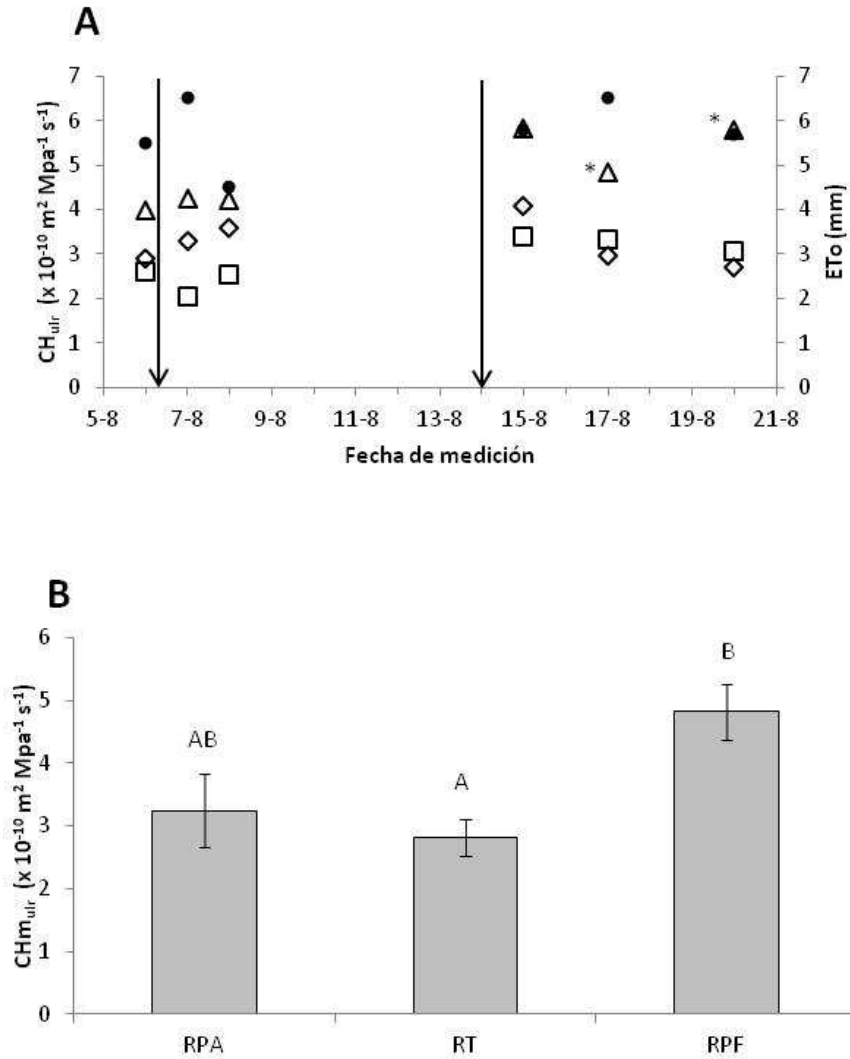 A
7 7
6 6
5 5
4 4
3 3
2 2
1 1
0 0
CHulr (x 10⁻¹⁰ m² Mpa⁻¹ s⁻¹)
ETo (mm)
* *
5-8 7-8 9-8 11-8 13-8 15-8 17-8 19-8 21-8
Fecha de medición
B
6
5
4
3
2
1
0
CHmulr (x 10⁻¹⁰ m² Mpa⁻¹ s⁻¹)
AB A B
RPA RT RPF